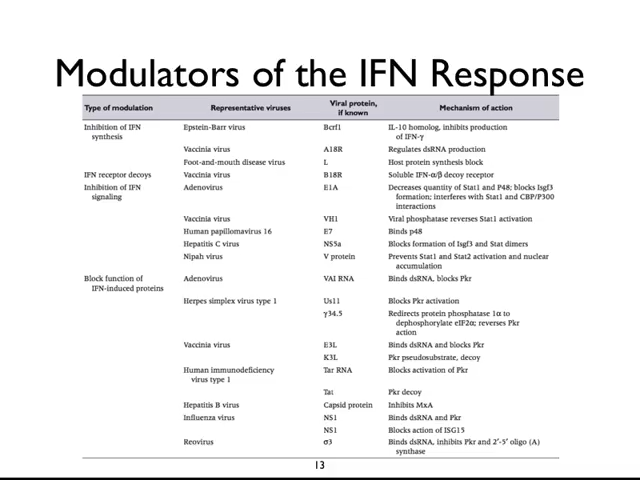 Modulators of the IFN Response
Type of modulation Representative viruses Viral protein, if known Mechanism of action
Inhibition of IFN synthesis Epstein-Barr virus Bcrf1 IL-10 homolog, inhibits production of IFN-γ
Vaccinia virus A18R Regulates dsRNA production
Foot-and-mouth disease virus L Host protein synthesis block
IFN receptor decoys Vaccinia virus B18R Soluble IFN-α/β decoy receptor
Inhibition of IFN signaling Adenovirus E1A Decreases quantity of Stat1 and P48; blocks Isgf3 formation; interferes with Stat1 and CBP/P300 interactions
Vaccinia virus VH1 Viral phosphatase reverses Stat1 activation
Human papillomavirus 16 E7 Binds p48
Hepatitis C virus NS5a Blocks formation of Isgf3 and Stat dimers
Nipah virus V protein Prevents Stat1 and Stat2 activation and nuclear accumulation
Block function of IFN-induced proteins Adenovirus VAI RNA Binds dsRNA, blocks Pkr
Herpes simplex virus type 1 Us11 Blocks Pkr activation
γ34.5 Redirects protein phosphatase 1α to dephosphorylate eIF2α; reverses Pkr action
Vaccinia virus E3L Binds dsRNA and blocks Pkr
K3L Pkr pseudosubstrate, decoy
Human immunodeficiency virus type 1 Tar RNA Blocks activation of Pkr
Tat Pkr decoy
Hepatitis B virus Capsid protein Inhibits MxA
Influenza virus NS1 Binds dsRNA and Pkr
NS1 Blocks action of ISG15
Reovirus σ3 Binds dsRNA, inhibits Pkr and 2′-5′ oligo (A) synthase
13